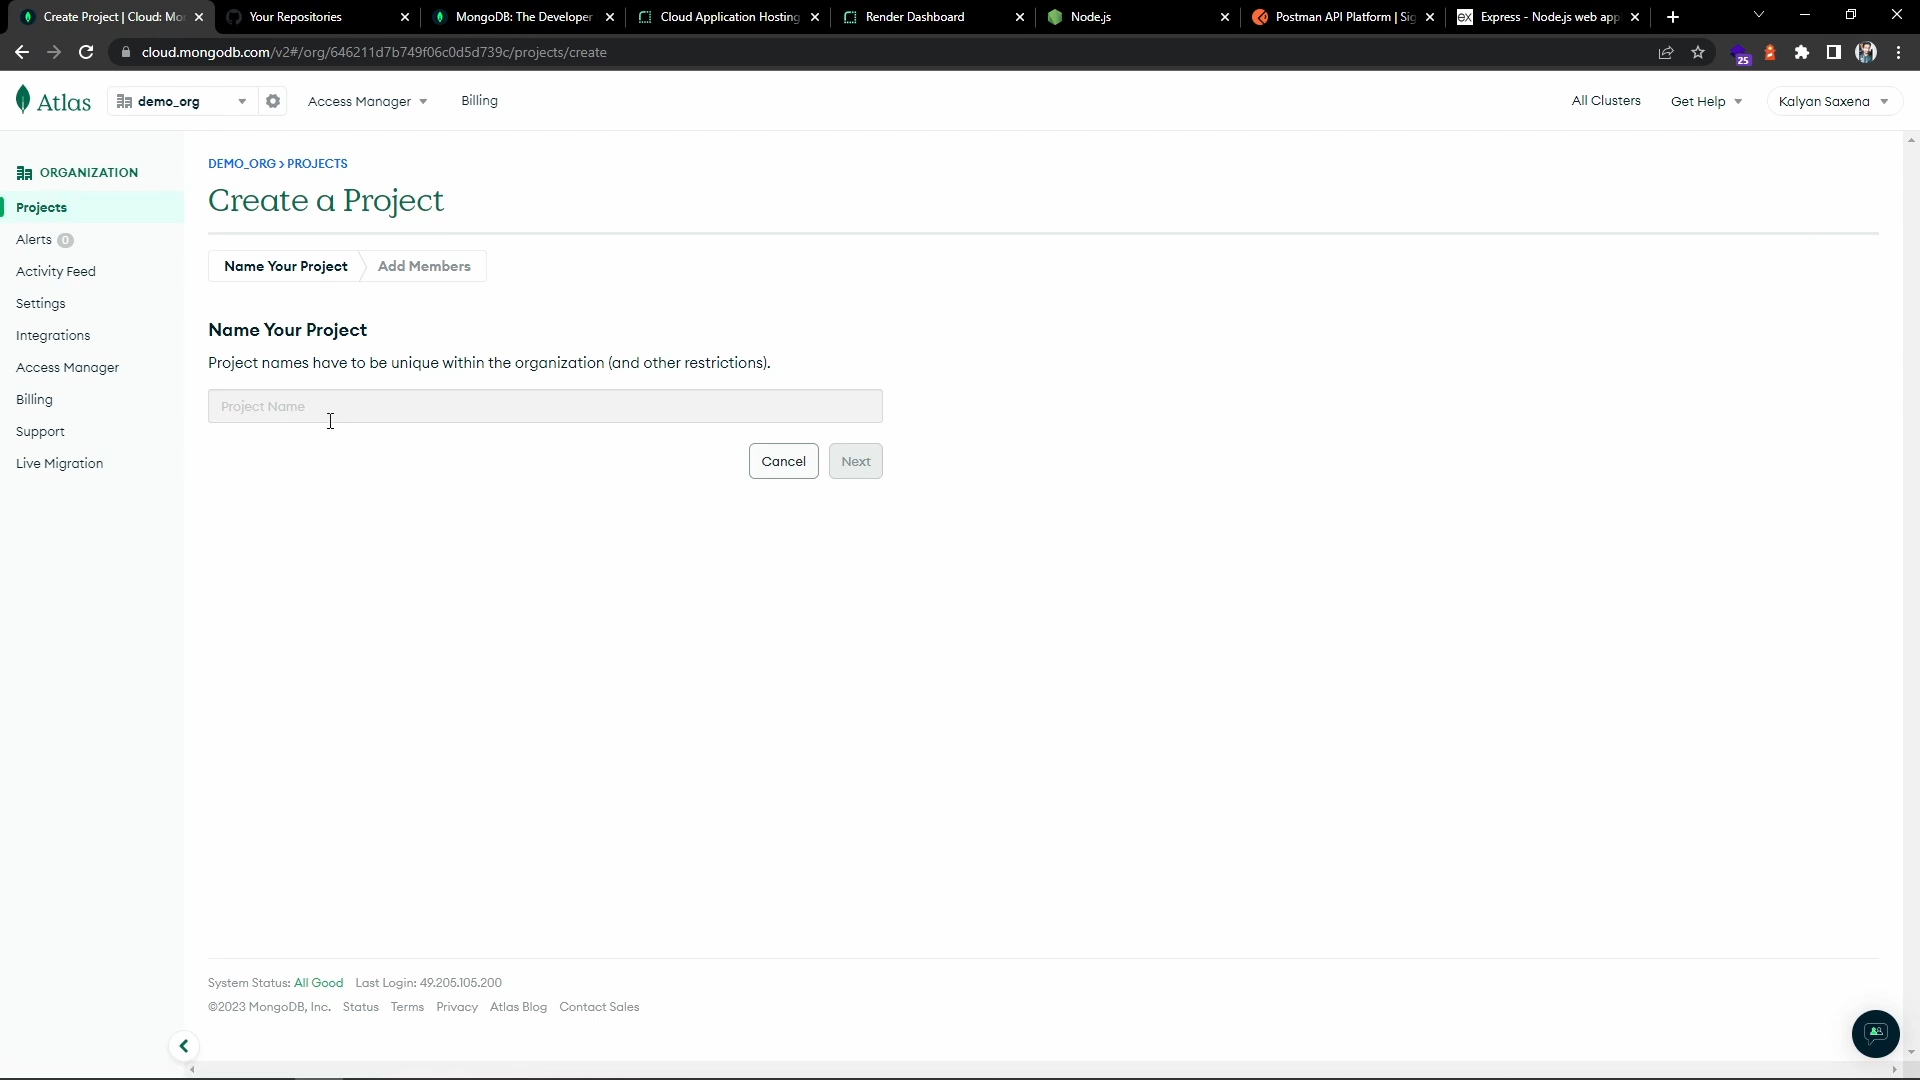 Create Project | Cloud: Mo
Your Repositories
MongoDB: The Developer
Cloud Application Hosting
Render Dashboard
Node.js
Postman API Platform | Sig
ex Express - Node.js web app
cloud.mongodb.com/v2#/org/646211d7b749f06c0d5d739c/projects/create
25
Atlas
demo_org
Access Manager
Billing
All Clusters
Get Help
Kalyan Saxena
ORGANIZATION
Projects
Alerts 0
Activity Feed
Settings
Integrations
Access Manager
Billing
Support
Live Migration
DEMO_ORG > PROJECTS
Create a Project
Name Your Project
Add Members
Name Your Project
Project names have to be unique within the organization (and other restrictions).
Project Name
Cancel
Next
System Status: All Good Last Login: 49.205.105.200
©2023 MongoDB, Inc. Status Terms Privacy Atlas Blog Contact Sales